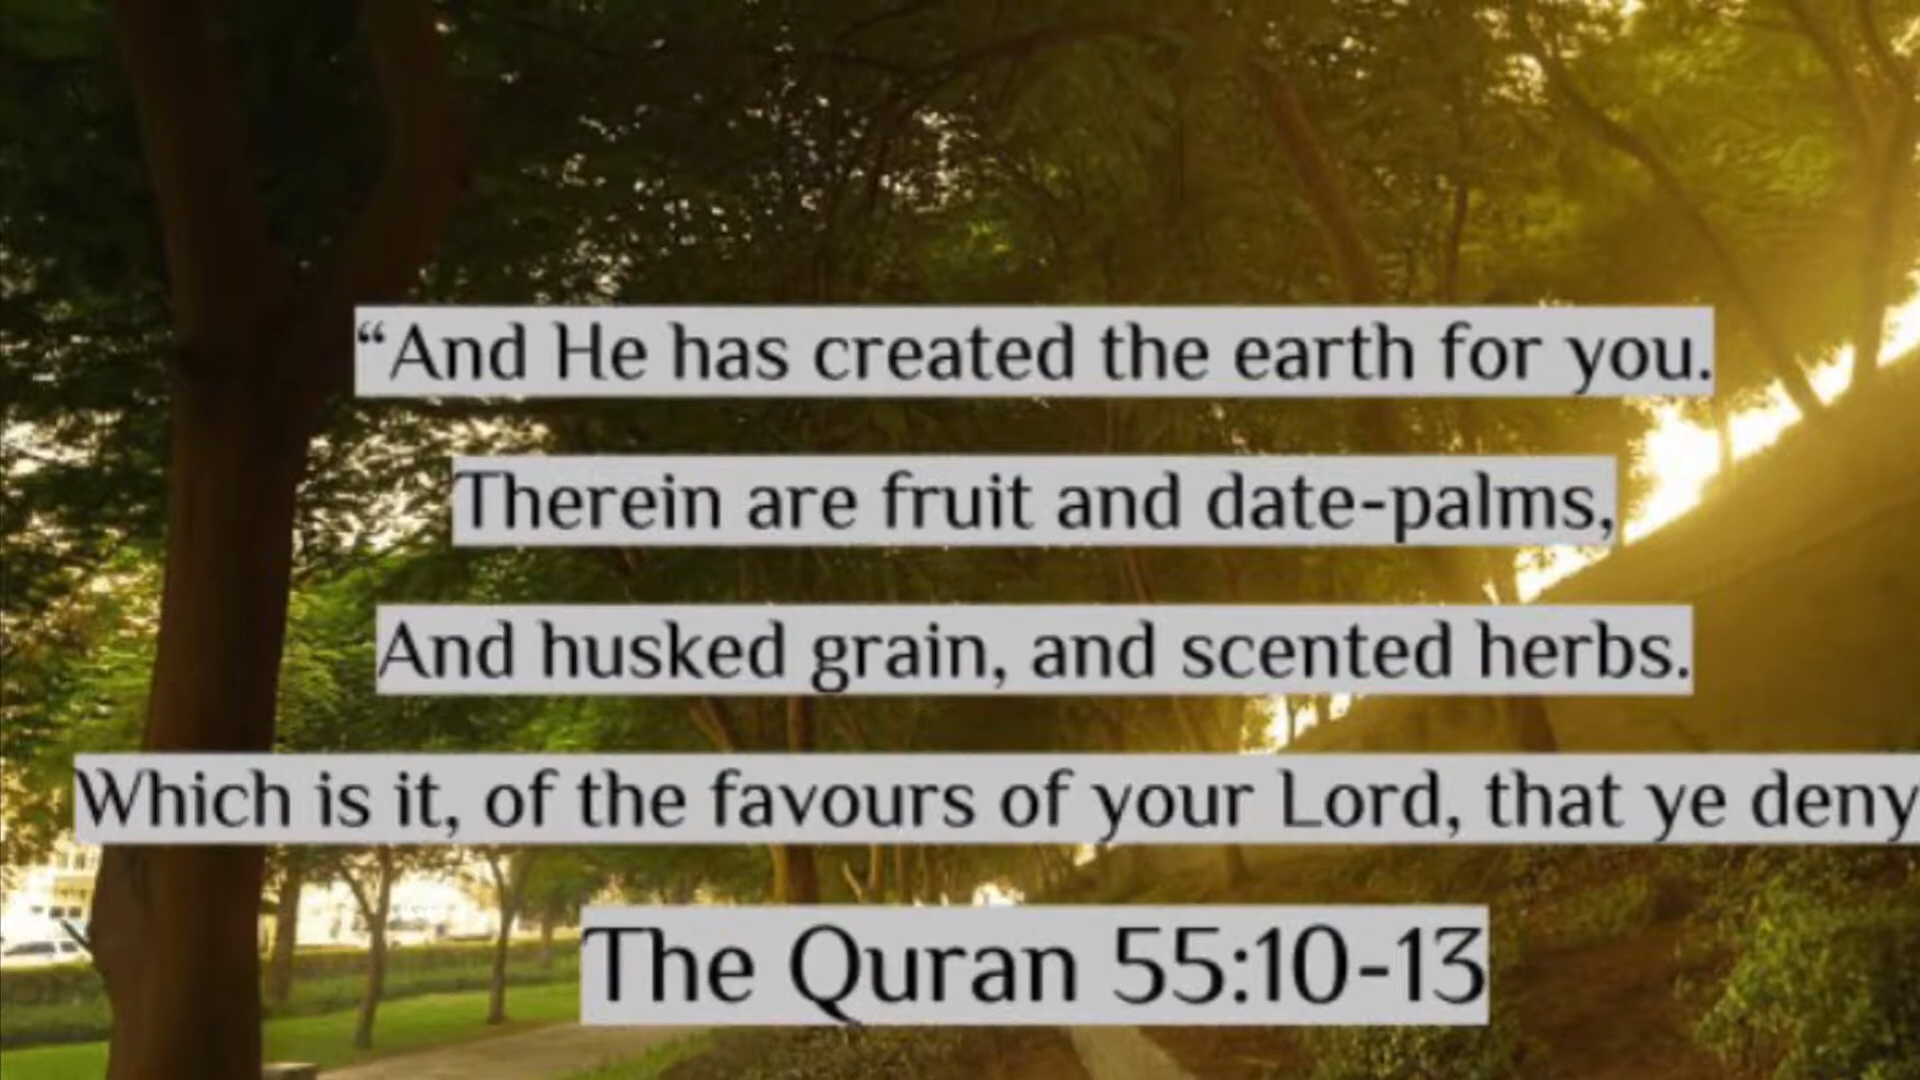 “And He has created the earth for you.
Therein are fruit and date-palms,
And husked grain, and scented herbs.
Which is it, of the favours of your Lord, that ye deny
The Quran 55:10-13